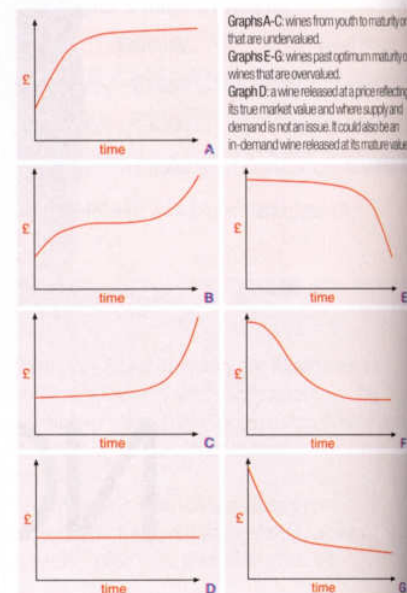 Graphs A-C: wines from youth to maturity or
that are undervalued.
Graphs E-G: wines past optimum maturity o
wines that are overvalued.
Graph D: a wine released at a price reflecting
its true market value and where supply and
demand is not an issue. It could also be an
in-demand wine released at its mature value
£
time A
£
time B
£
time E
£
time C
£
time F
£
time D
£
time G